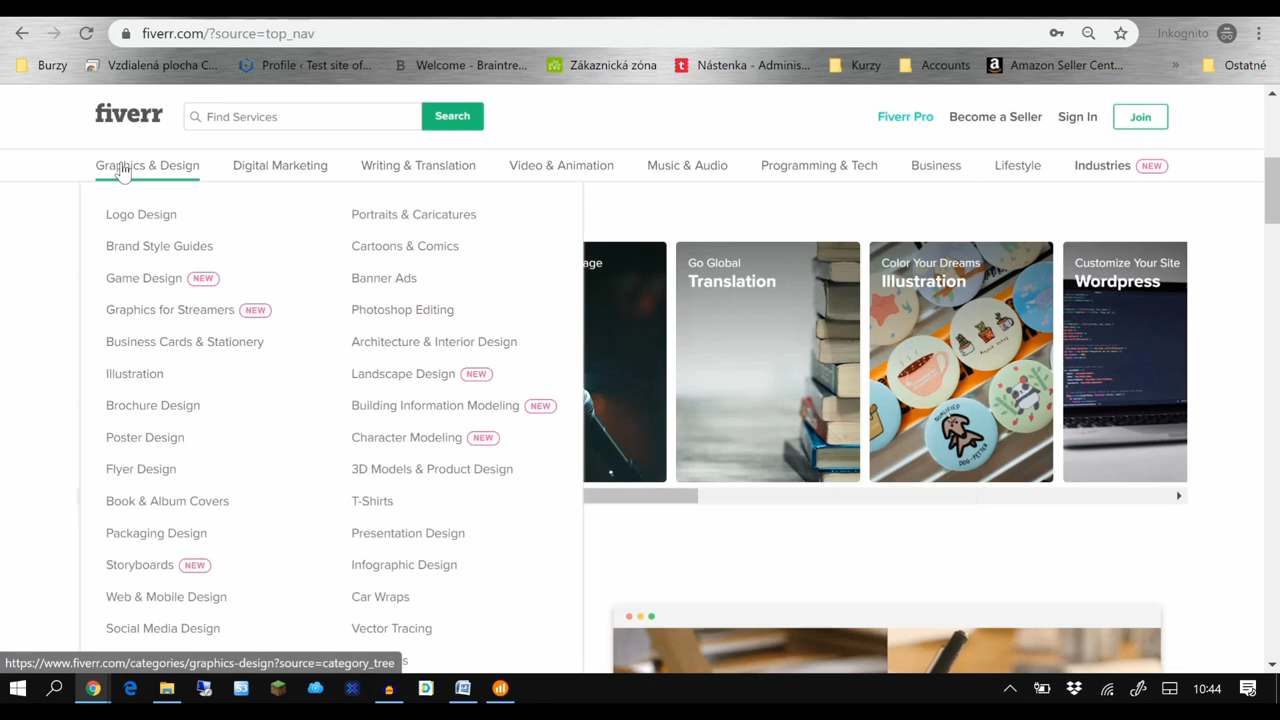 fiverr.com/?source=top_nav
Inkognito
Burzy
Vzdialená plocha C...
Profile ‹ Test site of...
B Welcome - Braintre...
Zákaznická zóna
t Nástenka - Adminis...
Kurzy
Accounts
a Amazon Seller Cent...
»
Ostatné
fiverr
Find Services
Search
Fiverr Pro
Become a Seller
Sign In
Join
Graphics & Design
Digital Marketing
Writing & Translation
Video & Animation
Music & Audio
Programming & Tech
Business
Lifestyle
Industries NEW
Logo Design
Brand Style Guides
Game Design NEW
Graphics for Streamers NEW
Business Cards & Stationery
Illustration
Brochure Design
Poster Design
Flyer Design
Book & Album Covers
Packaging Design
Storyboards NEW
Web & Mobile Design
Social Media Design
Portraits & Caricatures
Cartoons & Comics
Banner Ads
Photoshop Editing
Architecture & Interior Design
Landscape Design NEW
Building Information Modeling NEW
Character Modeling NEW
3D Models & Product Design
T-Shirts
Presentation Design
Infographic Design
Car Wraps
Vector Tracing
age
Go Global
Translation
Color Your Dreams
Illustration
QUALIFIED
DOG-PETTER
Customize Your Site
Wordpress
https://www.fiverr.com/categories/graphics-design?source=category_tree
10:44